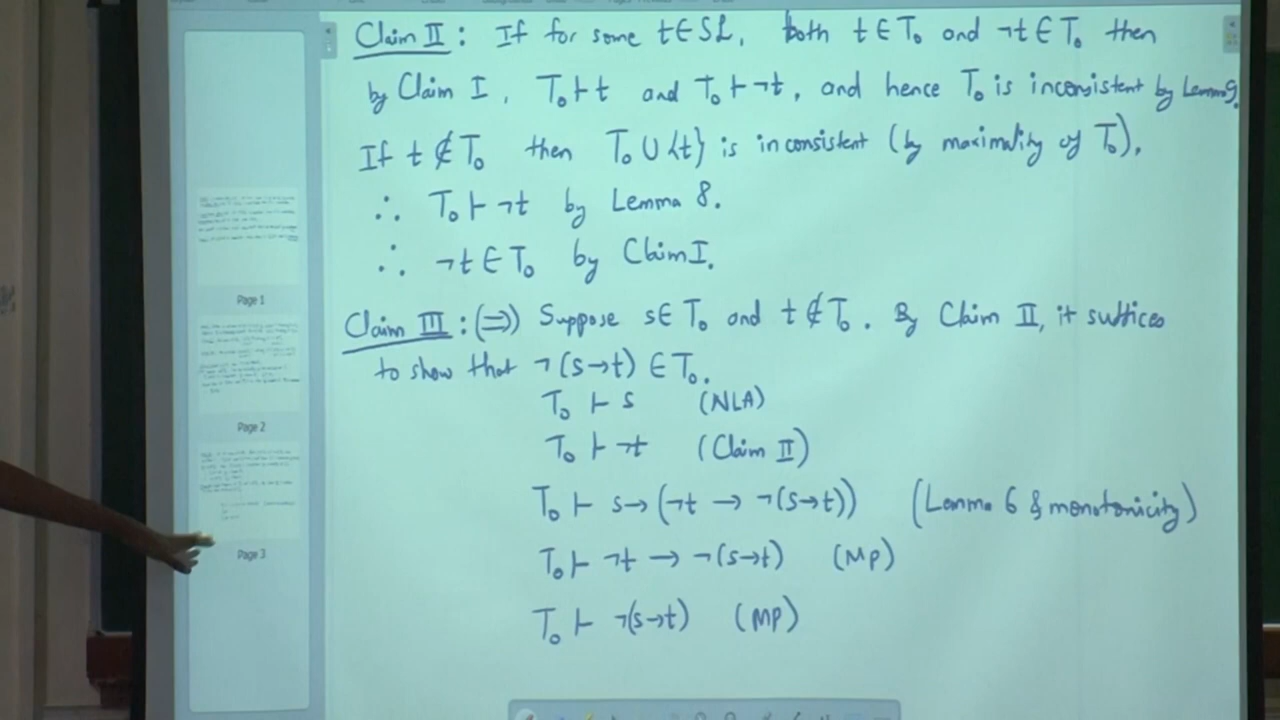 Claim II : If for some t∈SL, both t∈T₀ and ¬t∈T₀ then
by Claim I, T₀⊢t and T₀⊢¬t, and hence T₀ is inconsistent by Lemma 9.
If t∉T₀ then T₀∪{t} is inconsistent (by maximality of T₀),
∴ T₀⊢¬t by Lemma 8.
∴ ¬t∈T₀ by Claim I.
Claim III : (⇒) Suppose s∈T₀ and t∉T₀. By Claim II, it suffices
to show that ¬(s→t)∈T₀.
T₀ ⊢ s (NLA)
T₀ ⊢ ¬t (Claim II)
T₀ ⊢ s→(¬t → ¬(s→t)) (Lemma 6 & monotonicity)
T₀ ⊢ ¬t → ¬(s→t) (MP)
T₀ ⊢ ¬(s→t) (MP)
Page 1
Page 2
Page 3